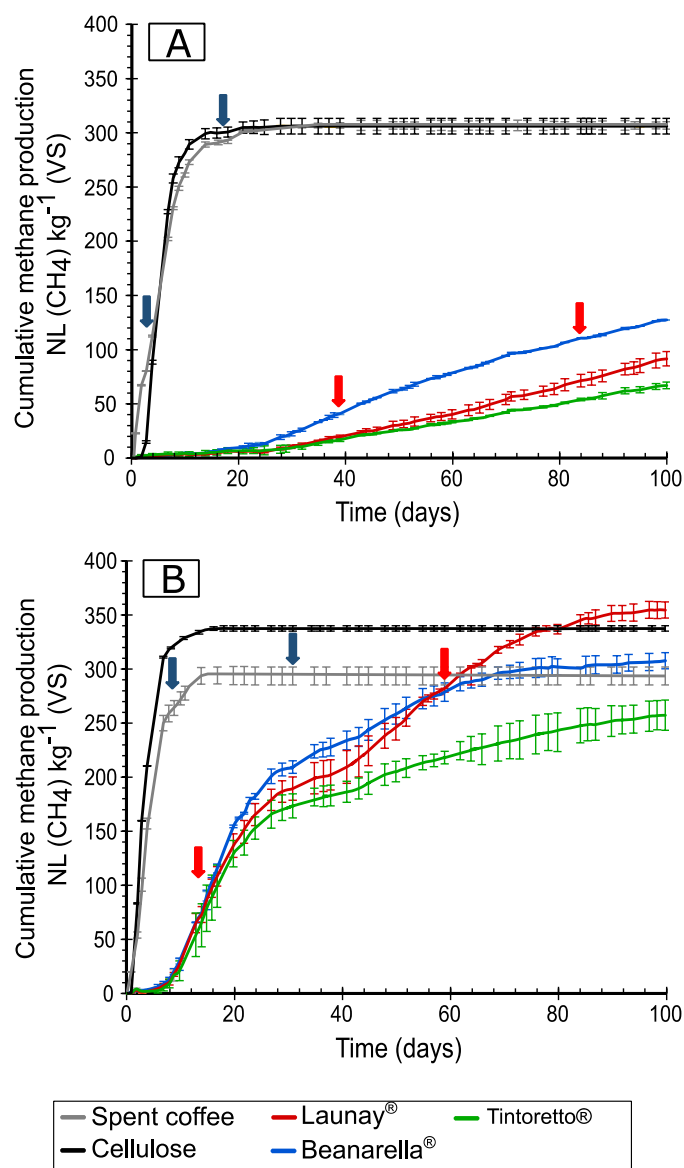 A
Cumulative methane production
NL (CH4) kg⁻¹ (VS)
400
350
300
250
200
150
100
50
0
0 20 40 60 80 100
Time (days)
B
Cumulative methane production
NL (CH4) kg⁻¹ (VS)
400
350
300
250
200
150
100
50
0
0 20 40 60 80 100
Time (days)
Spent coffee Launay® Tintoretto®
Cellulose Beanarella®